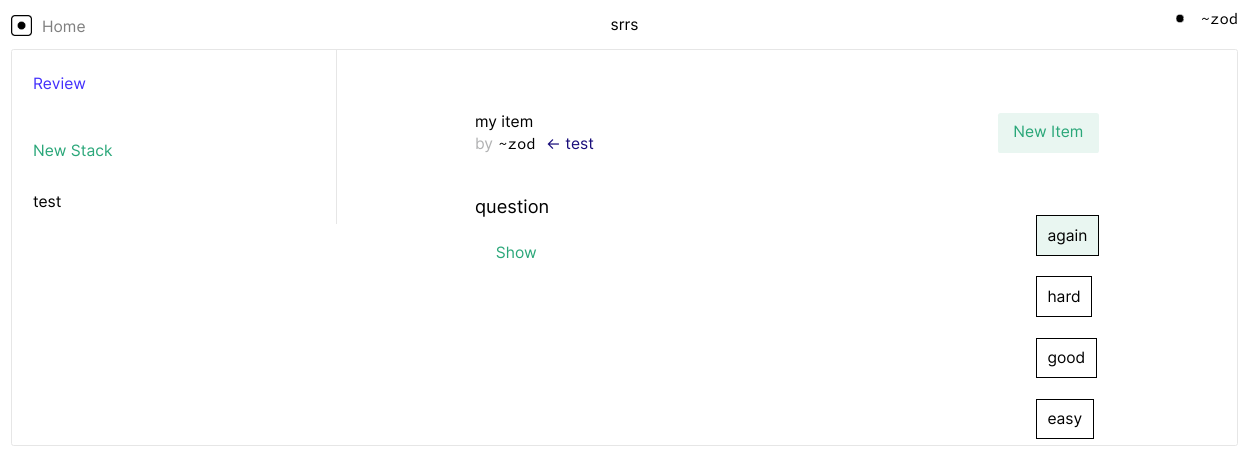 Home
srrs
~zod
Review
New Stack
test
my item
by ~zod ← test
New Item
question
Show
again
hard
good
easy